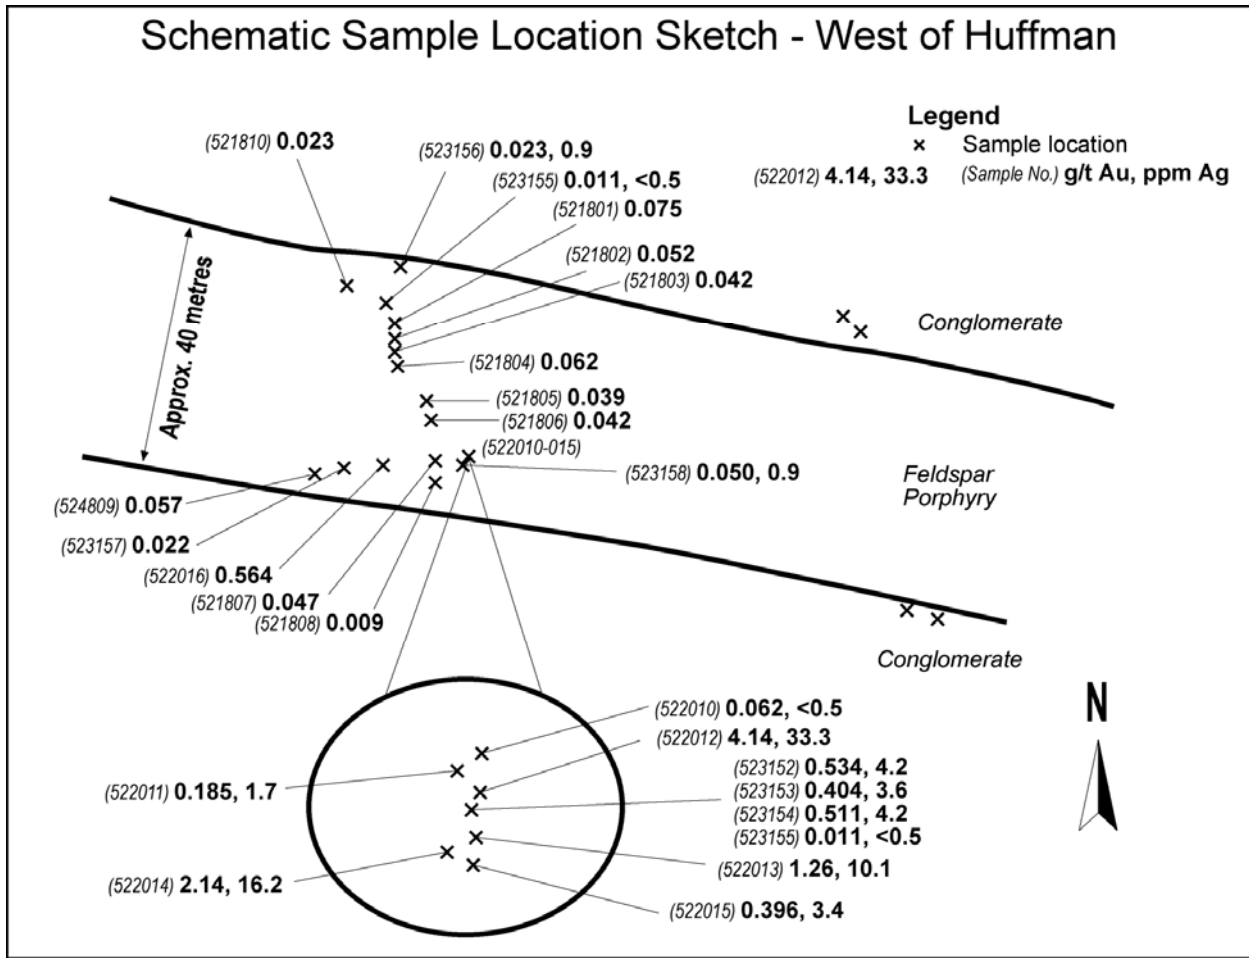 Schematic Sample Location Sketch - West of Huffman
Legend
Sample location
(522012) 4.14, 33.3 (Sample No.) g/t Au, ppm Ag
(521810) 0.023
(523156) 0.023, 0.9
(523155) 0.011, <0.5
(521801) 0.075
(521802) 0.052
(521803) 0.042
Approx. 40 metres
Conglomerate
(521804) 0.062
(521805) 0.039
(521806) 0.042
(522010-015)
(523158) 0.050, 0.9
Feldspar
Porphyry
(524809) 0.057
(523157) 0.022
(522016) 0.564
(521807) 0.047
(521808) 0.009
Conglomerate
N
(522010) 0.062, <0.5
(522012) 4.14, 33.3
(523152) 0.534, 4.2
(523153) 0.404, 3.6
(523154) 0.511, 4.2
(523155) 0.011, <0.5
(522011) 0.185, 1.7
(522013) 1.26, 10.1
(522014) 2.14, 16.2
(522015) 0.396, 3.4